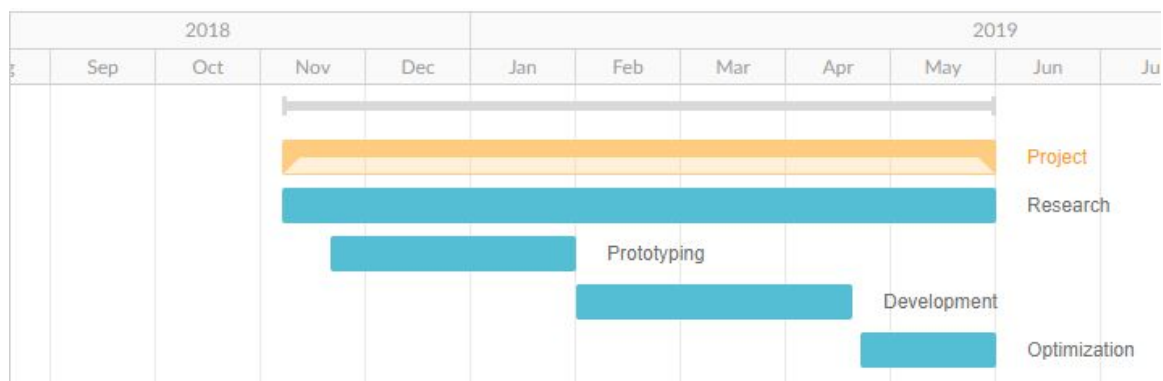 2018 2019
Sep Oct Nov Dec Jan Feb Mar Apr May Jun
Project
Research
Prototyping
Development
Optimization